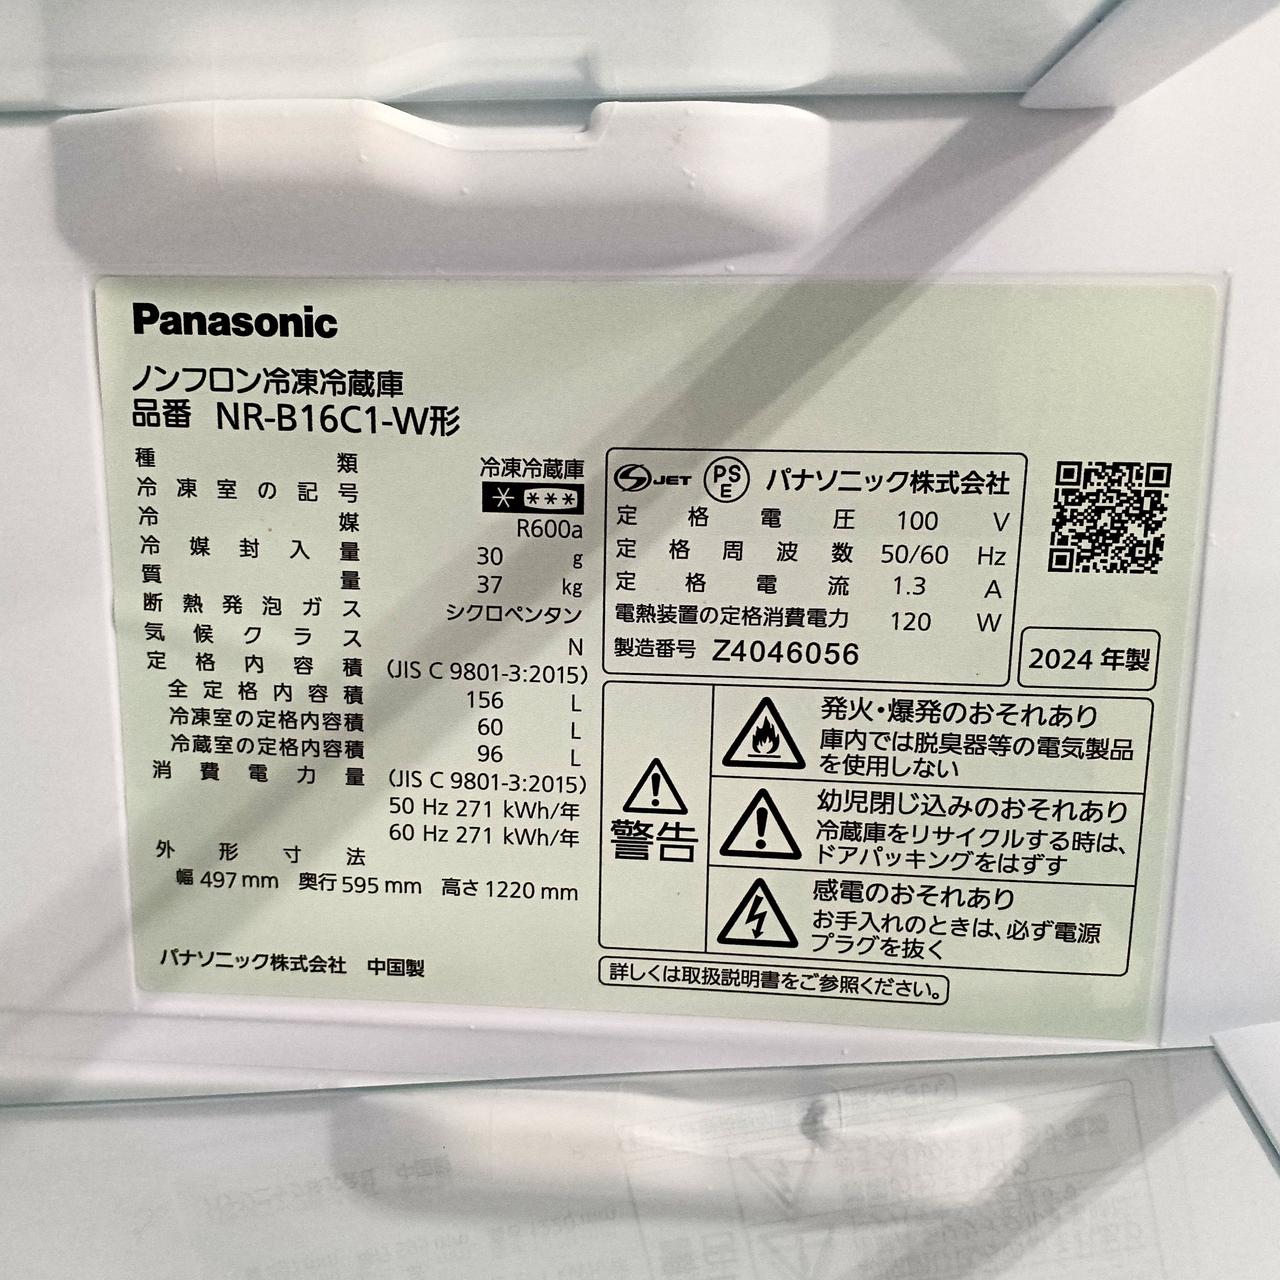 Panasonic
ノンフロン冷凍冷蔵庫
品番 NR-B16C1-W形
種類 冷凍冷蔵庫
冷凍室の記号 * ***
冷媒 R600a
冷媒封入量 30 g
質量 37 kg
断熱発泡ガス シクロペンタン
気候クラス N
定格内容積 (JIS C 9801-3:2015)
全定格内容積 156 L
冷凍室の定格内容積 60 L
冷蔵室の定格内容積 96 L
消費電力量 (JIS C 9801-3:2015)
50 Hz 271 kWh/年
60 Hz 271 kWh/年
外形寸法
幅 497 mm 奥行 595 mm 高さ 1220 mm
パナソニック株式会社 中国製
JET PSE パナソニック株式会社
定格電圧 100 V
定格周波数 50/60 Hz
定格電流 1.3 A
電熱装置の定格消費電力 120 W
製造番号 Z4046056
2024 年製
警告
発火・爆発のおそれあり
庫内では脱臭器等の電気製品
を使用しない
幼児閉じ込みのおそれあり
冷蔵庫をリサイクルする時は、
ドアパッキングをはずす
感電のおそれあり
お手入れのときは、必ず電源
プラグを抜く
詳しくは取扱説明書をご参照ください。